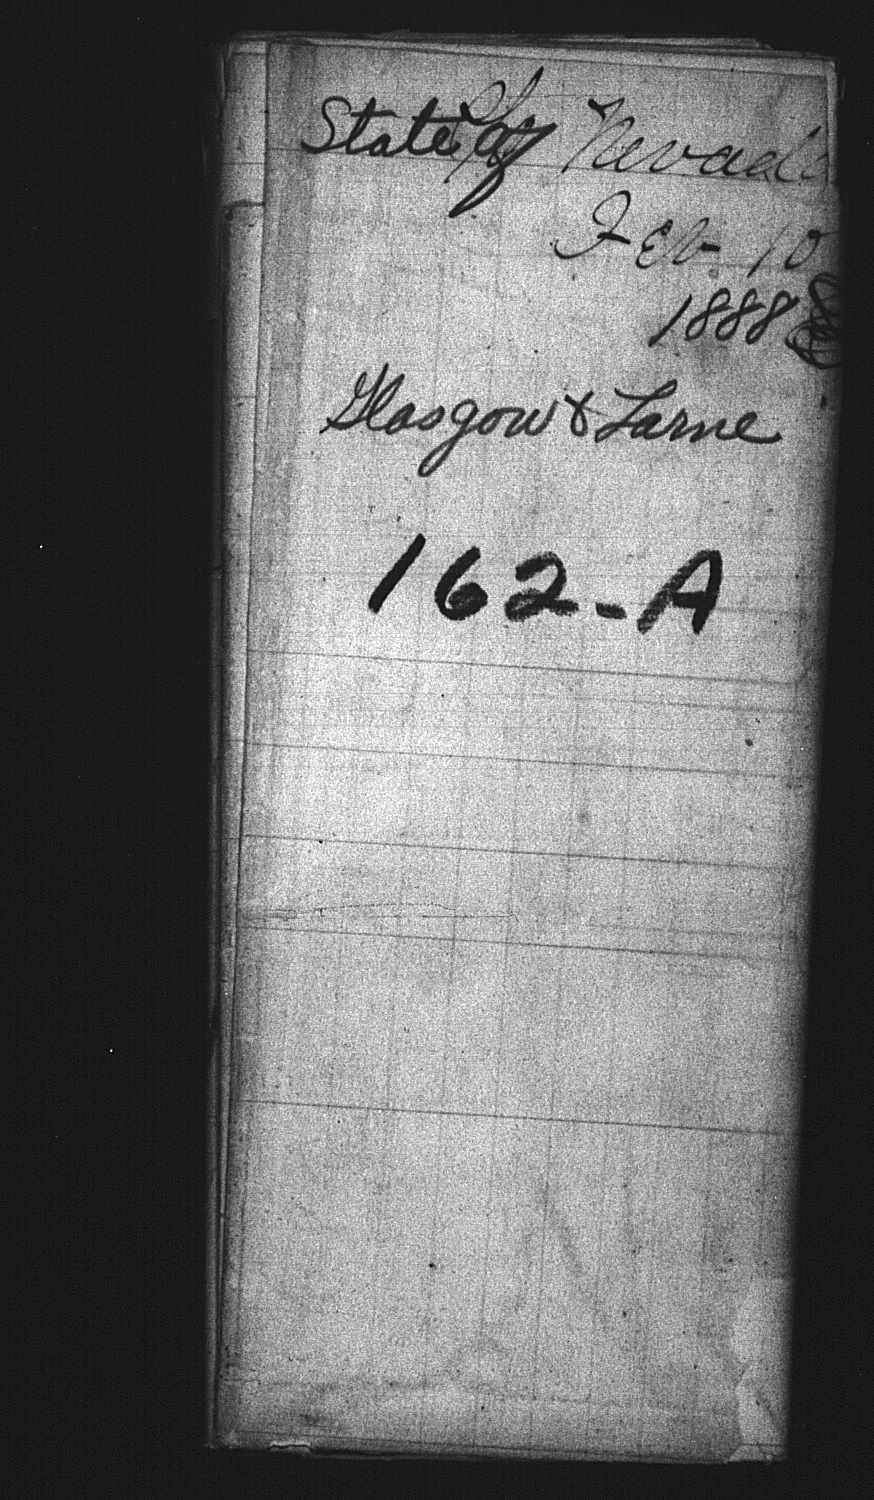 State of Nevada
Feb. 10
1888
Glasgow & Larne
162-A